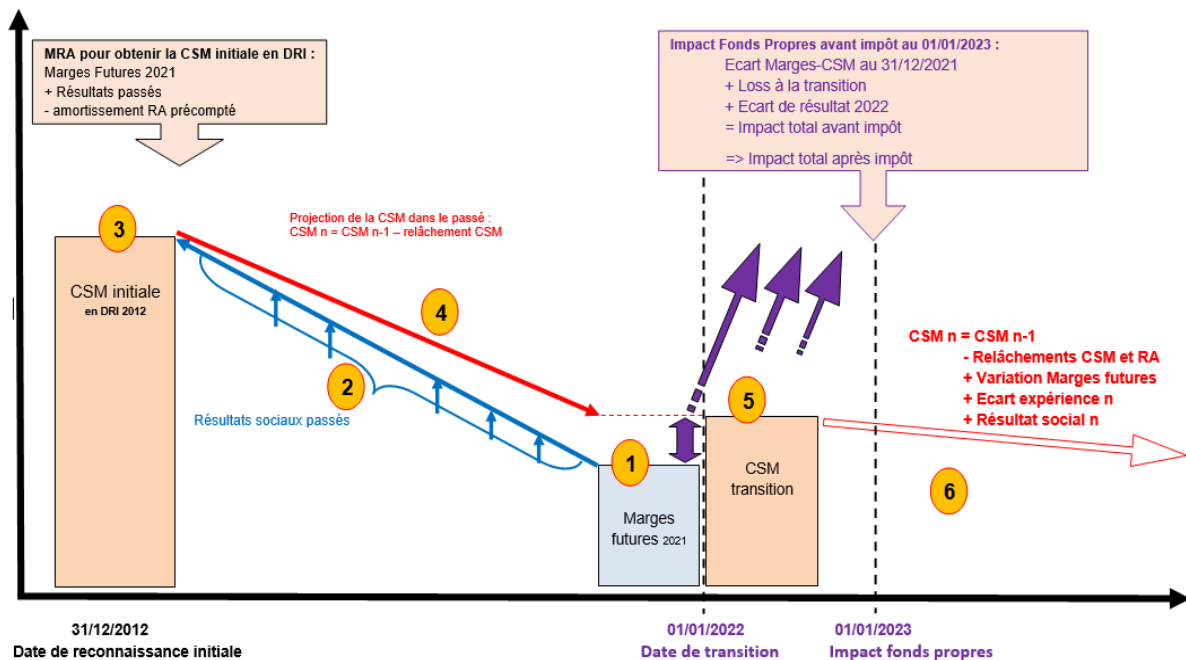 MRA pour obtenir la CSM initiale en DRI :
Marges Futures 2021
+ Résultats passés
- amortissement RA précompté
Impact Fonds Propres avant impôt au 01/01/2023 :
Ecart Marges-CSM au 31/12/2021
+ Loss à la transition
+ Ecart de résultat 2022
= Impact total avant impôt
=> Impact total après impôt
3
CSM initiale
en DRI 2012
Projection de la CSM dans le passé :
CSM n = CSM n-1 – relâchement CSM
4
2
Résultats sociaux passés
1
Marges
futures 2021
5
CSM
transition
CSM n = CSM n-1
- Relâchements CSM et RA
+ Variation Marges futures
+ Ecart expérience n
+ Résultat social n
6
31/12/2012
Date de reconnaissance initiale
01/01/2022
Date de transition
01/01/2023
Impact fonds propres